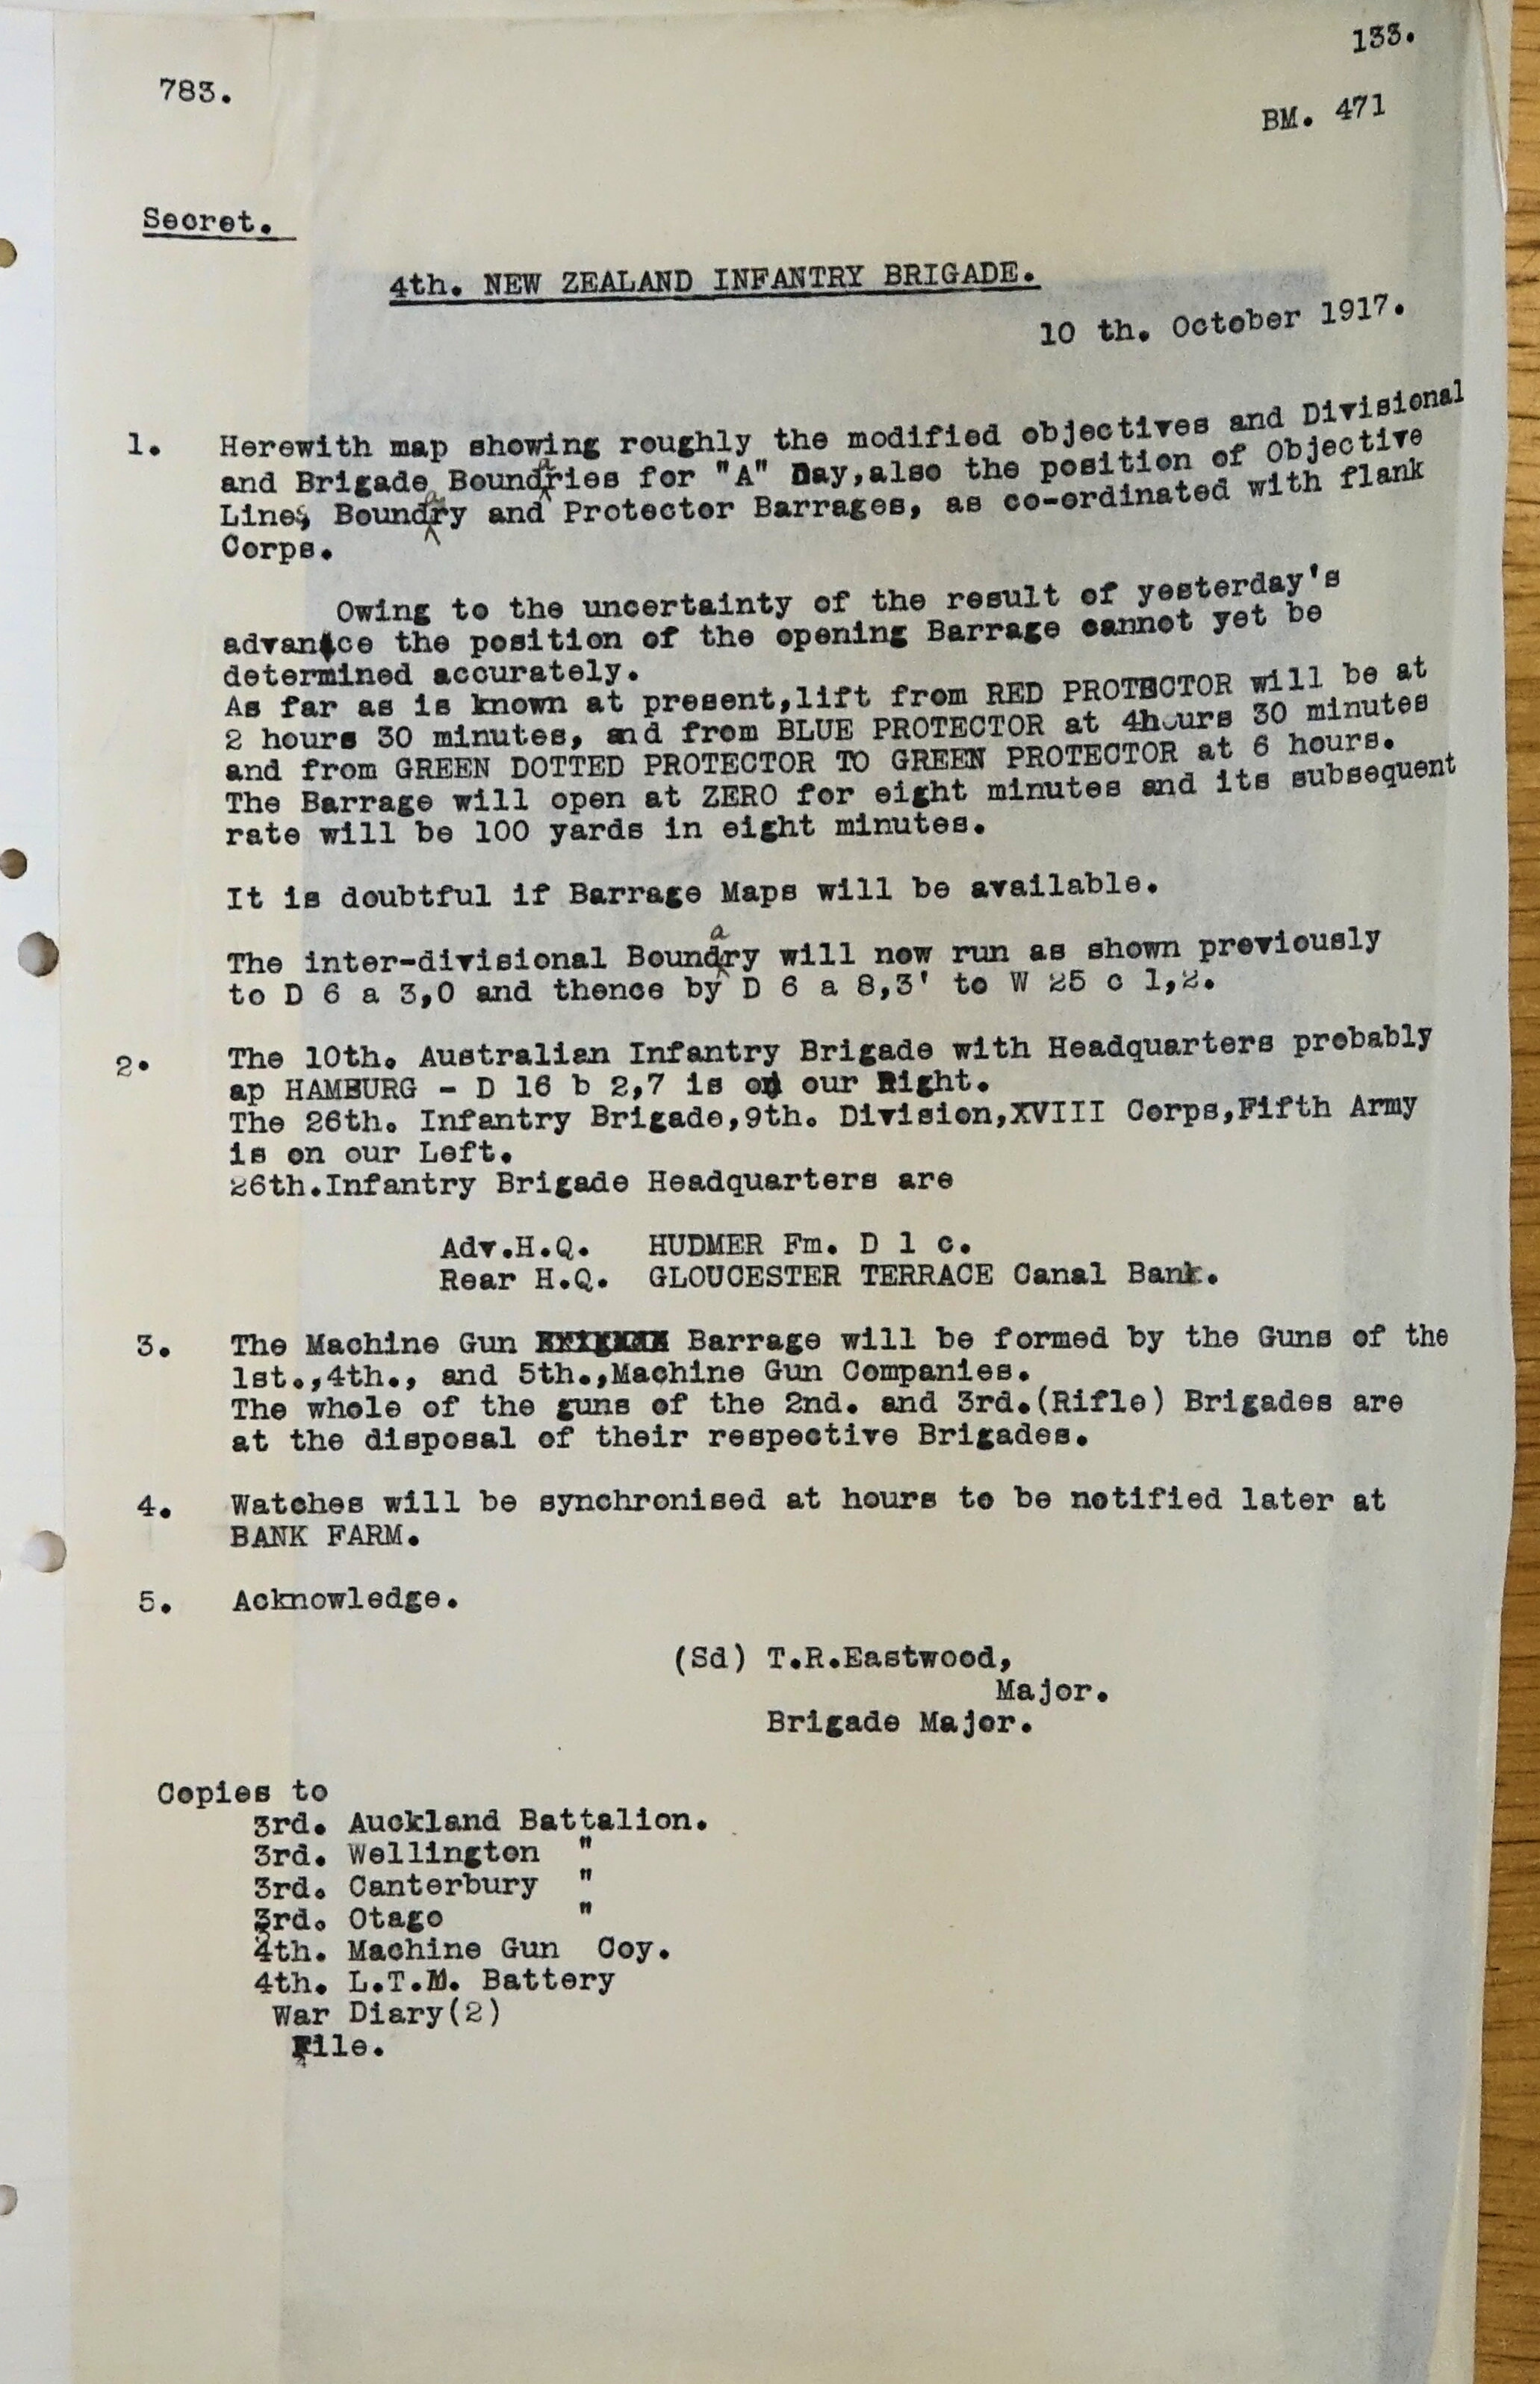 133.
783.
BM. 471
Secret.
4th. NEW ZEALAND INFANTRY BRIGADE.
10 th. October 1917.
1. Herewith map showing roughly the modified objectives and Divisional
and Brigade Boundaries for "A" Day,also the position of Objective
Lines, Boundary and Protector Barrages, as co-ordinated with flank
Corps.
Owing to the uncertainty of the result of yesterday's
advance the position of the opening Barrage cannot yet be
determined accurately.
As far as is known at present,lift from RED PROTECTOR will be at
2 hours 30 minutes, and from BLUE PROTECTOR at 4hours 30 minutes
and from GREEN DOTTED PROTECTOR TO GREEN PROTECTOR at 6 hours.
The Barrage will open at ZERO for eight minutes and its subsequent
rate will be 100 yards in eight minutes.
It is doubtful if Barrage Maps will be available.
The inter-divisional Boundary will now run as shown previously
to D 6 a 3,0 and thence by D 6 a 8,3' to W 25 c 1,2.
2. The 10th. Australian Infantry Brigade with Headquarters probably
ap HAMBURG - D 16 b 2,7 is on our Right.
The 26th. Infantry Brigade,9th. Division,XVIII Corps,Fifth Army
is on our Left.
26th.Infantry Brigade Headquarters are
Adv.H.Q. HUDMER Fm. D 1 c.
Rear H.Q. GLOUCESTER TERRACE Canal Bank.
3. The Machine Gun Barrage will be formed by the Guns of the
1st.,4th., and 5th.,Machine Gun Companies.
The whole of the guns of the 2nd. and 3rd.(Rifle) Brigades are
at the disposal of their respective Brigades.
4. Watches will be synchronised at hours to be notified later at
BANK FARM.
5. Acknowledge.
(Sd) T.R.Eastwood,
Major.
Brigade Major.
Copies to
3rd. Auckland Battalion.
3rd. Wellington "
3rd. Canterbury "
3rd. Otago "
4th. Machine Gun Coy.
4th. L.T.M. Battery
War Diary(2)
File.